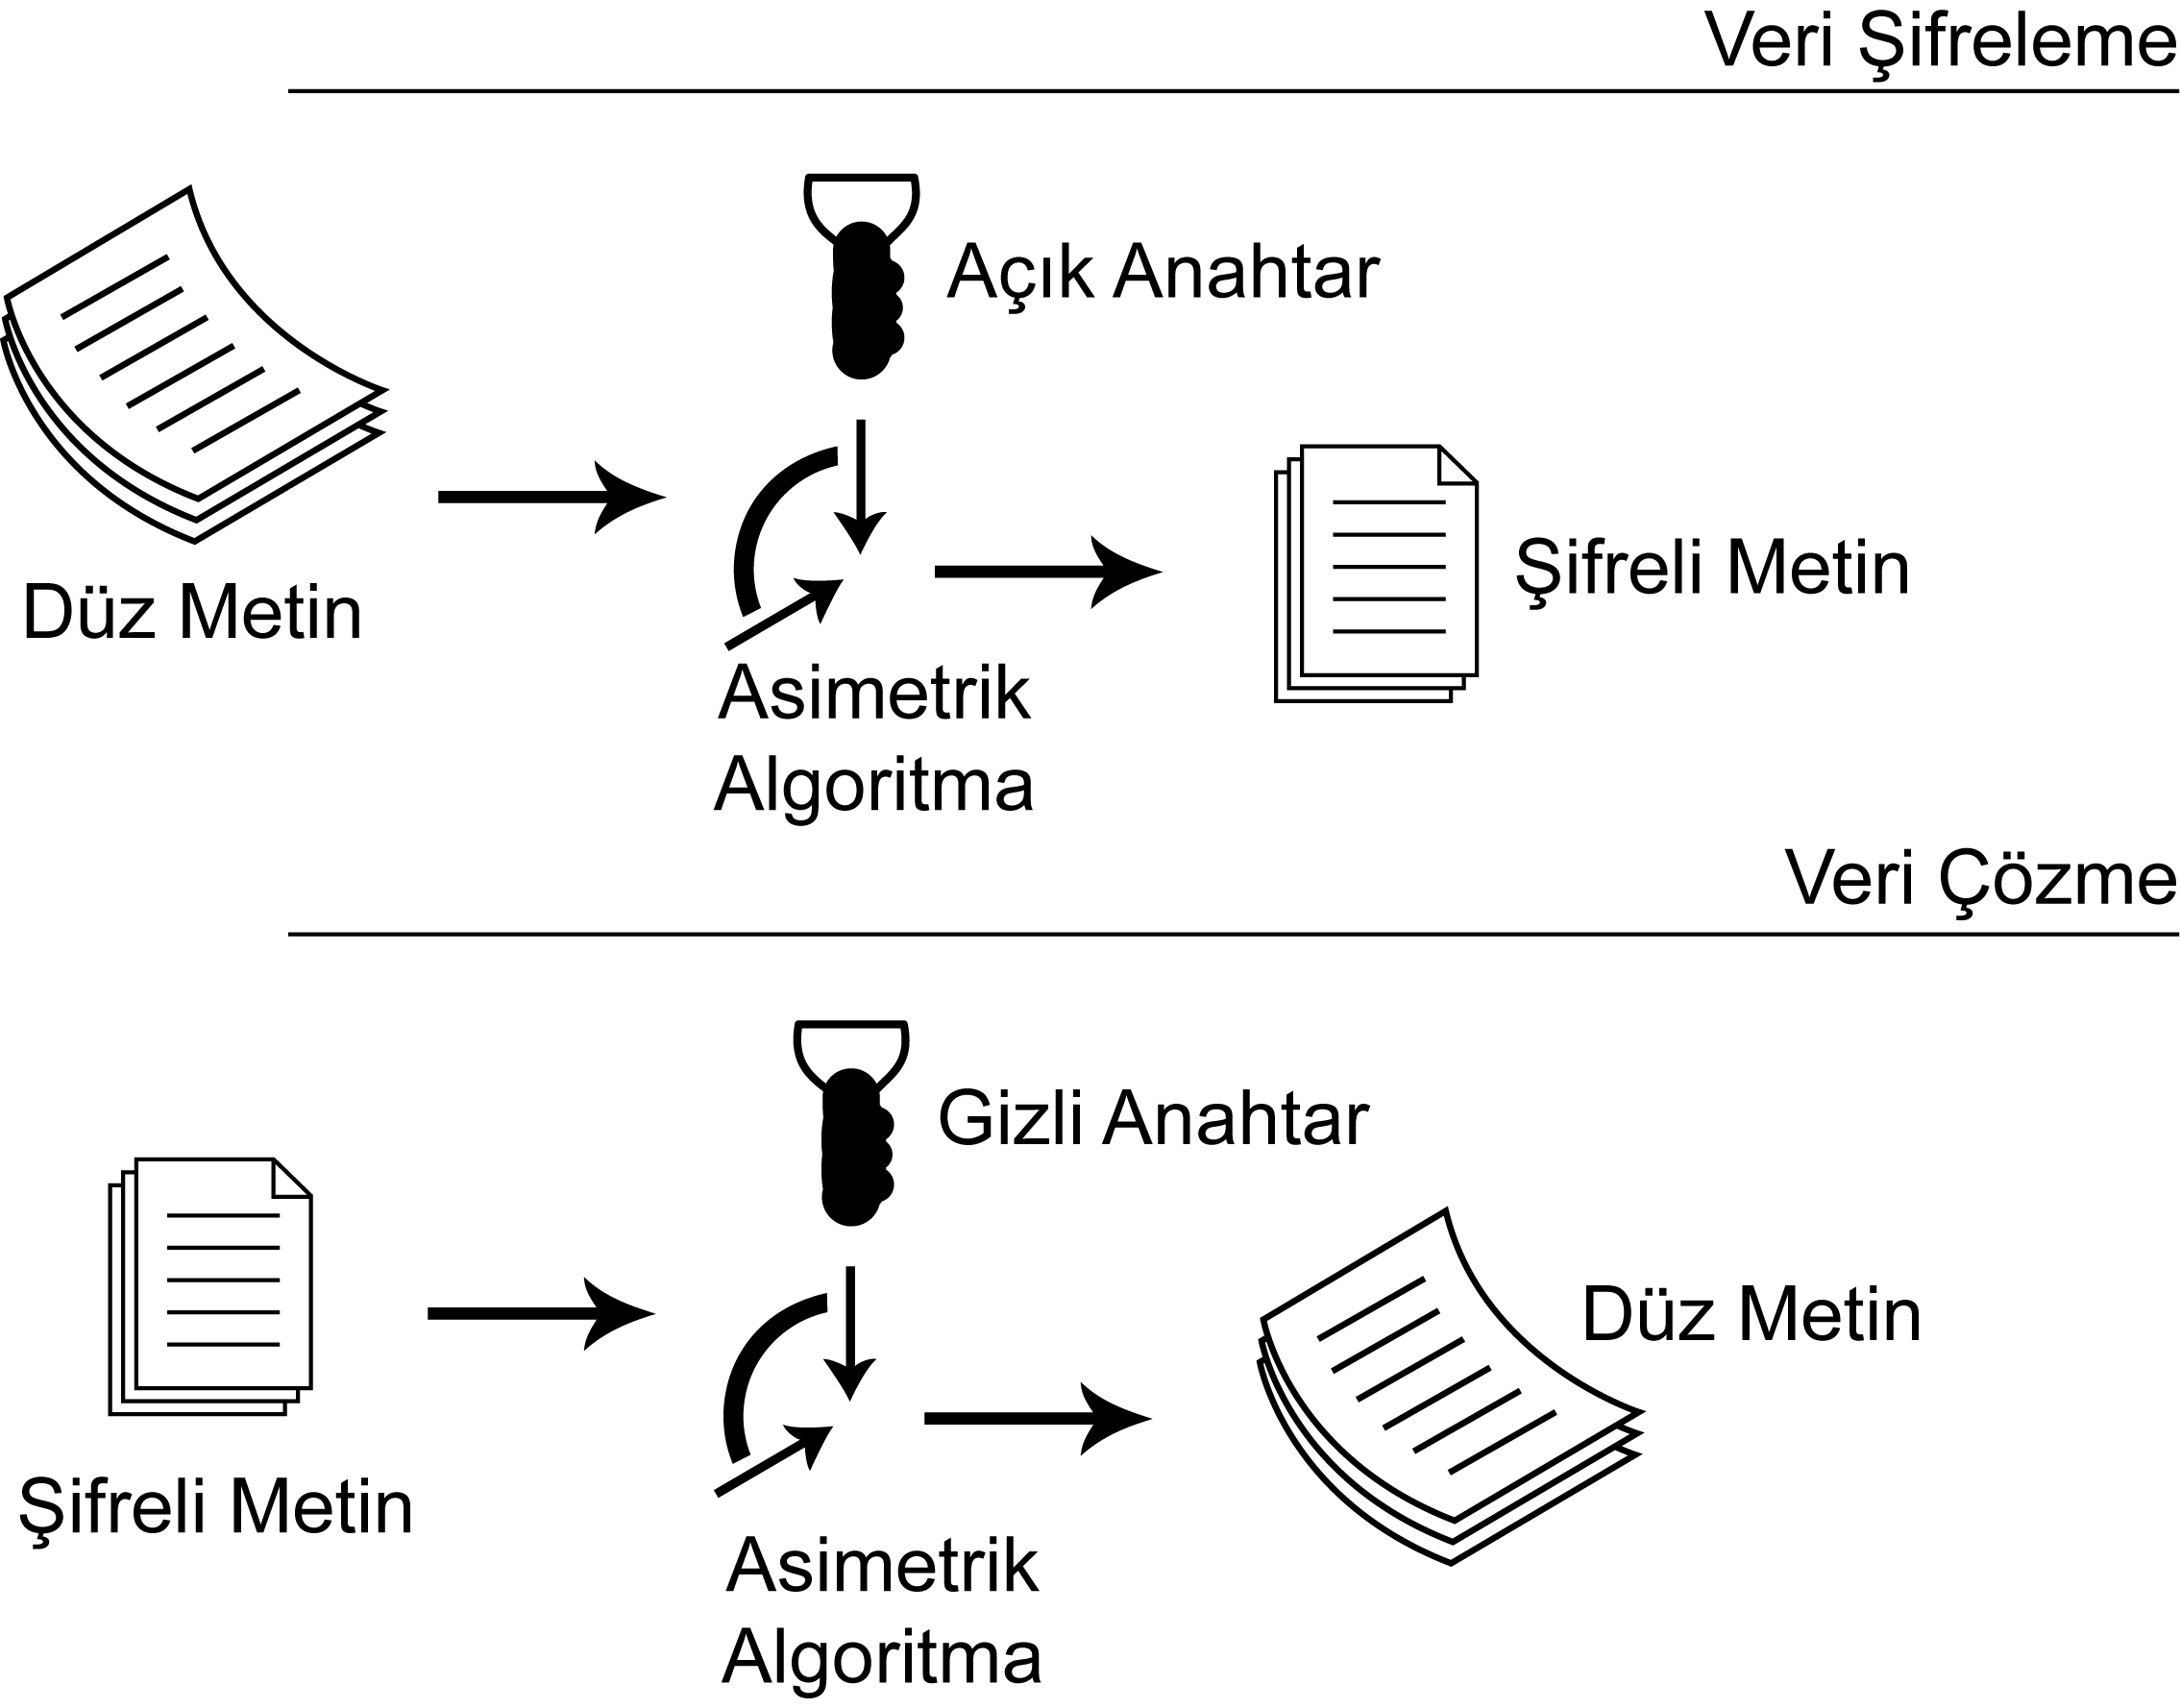 Veri Şifreleme
Açık Anahtar
Düz Metin
Şifreli Metin
Asimetrik
Algoritma
Veri Çözme
Gizli Anahtar
Şifreli Metin
Düz Metin
Asimetrik
Algoritma